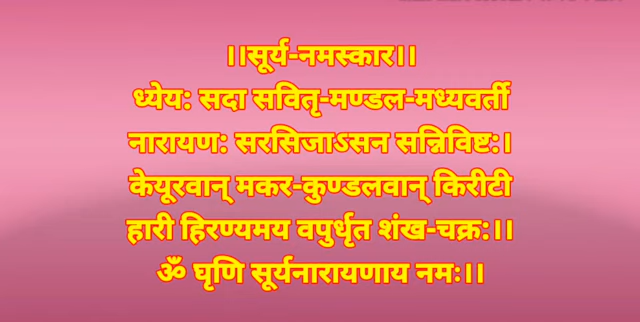 ।।सूर्य-नमस्कार।।
ध्येय: सदा सवितृ-मण्डल-मध्यवर्ती
नारायण: सरसिजाऽसन सन्निविष्ट:।
केयूरवान् मकर-कुण्डलवान् किरीटी
हारी हिरण्यमय वपुर्धृत शंख-चक्र:।।
ॐ घृणि सूर्यनारायणाय नमः।।